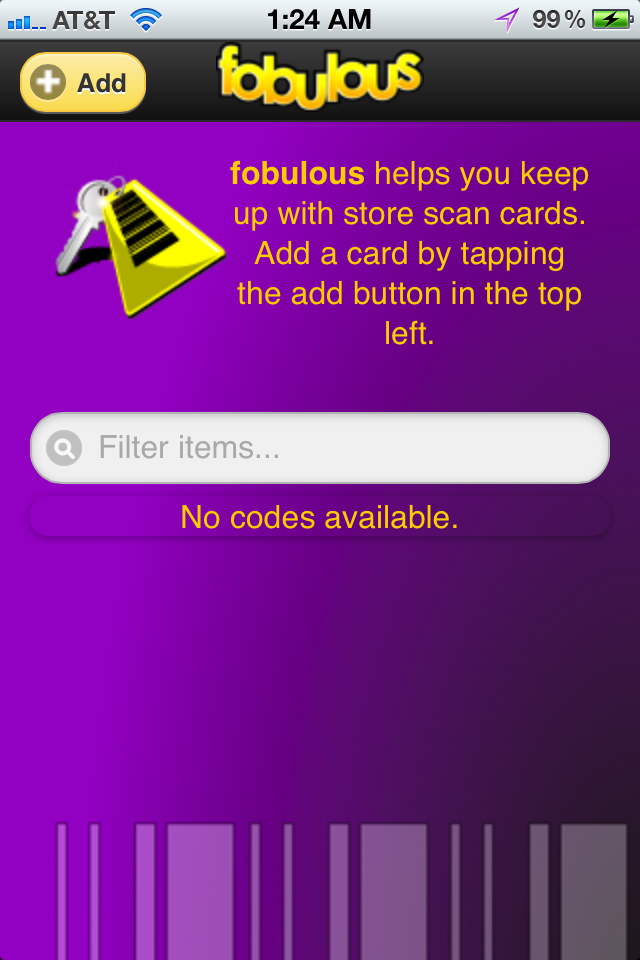 AT&T 1:24 AM 99%
Add fobulous
fobulous helps you keep
up with store scan cards.
Add a card by tapping
the add button in the top
left.
Filter items...
No codes available.